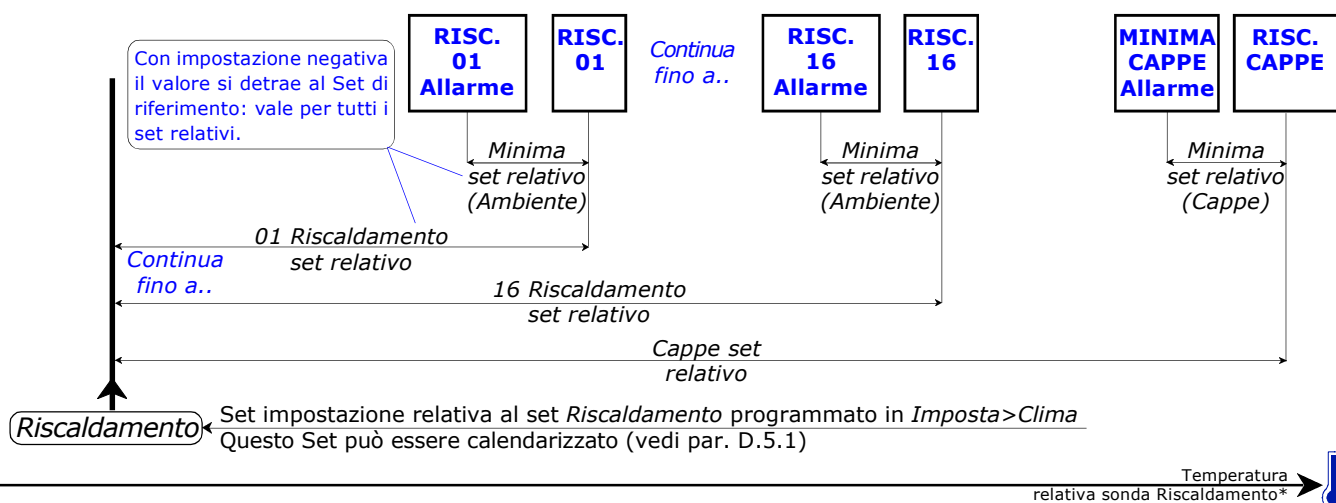 RISC.
01
Allarme
RISC.
01
Continua
fino a..
RISC.
16
Allarme
RISC.
16
MINIMA
CAPPE
Allarme
RISC.
CAPPE
Con impostazione negativa
il valore si detrae al Set di
riferimento: vale per tutti i
set relativi.
Minima
set relativo
(Ambiente)
Minima
set relativo
(Ambiente)
Minima
set relativo
(Cappe)
01 Riscaldamento
set relativo
Continua
fino a..
16 Riscaldamento
set relativo
Cappe set
relativo
Riscaldamento
Set impostazione relativa al set Riscaldamento programmato in Imposta>Clima
Questo Set può essere calendarizzato (vedi par. D.5.1)
Temperatura
relativa sonda Riscaldamento*